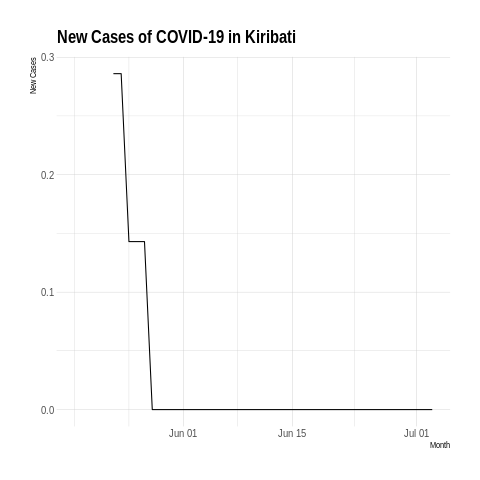 New Cases of COVID-19 in Kiribati
New Cases
0.3
0.2
0.1
0.0
Jun 01
Jun 15
Jul 01
Month